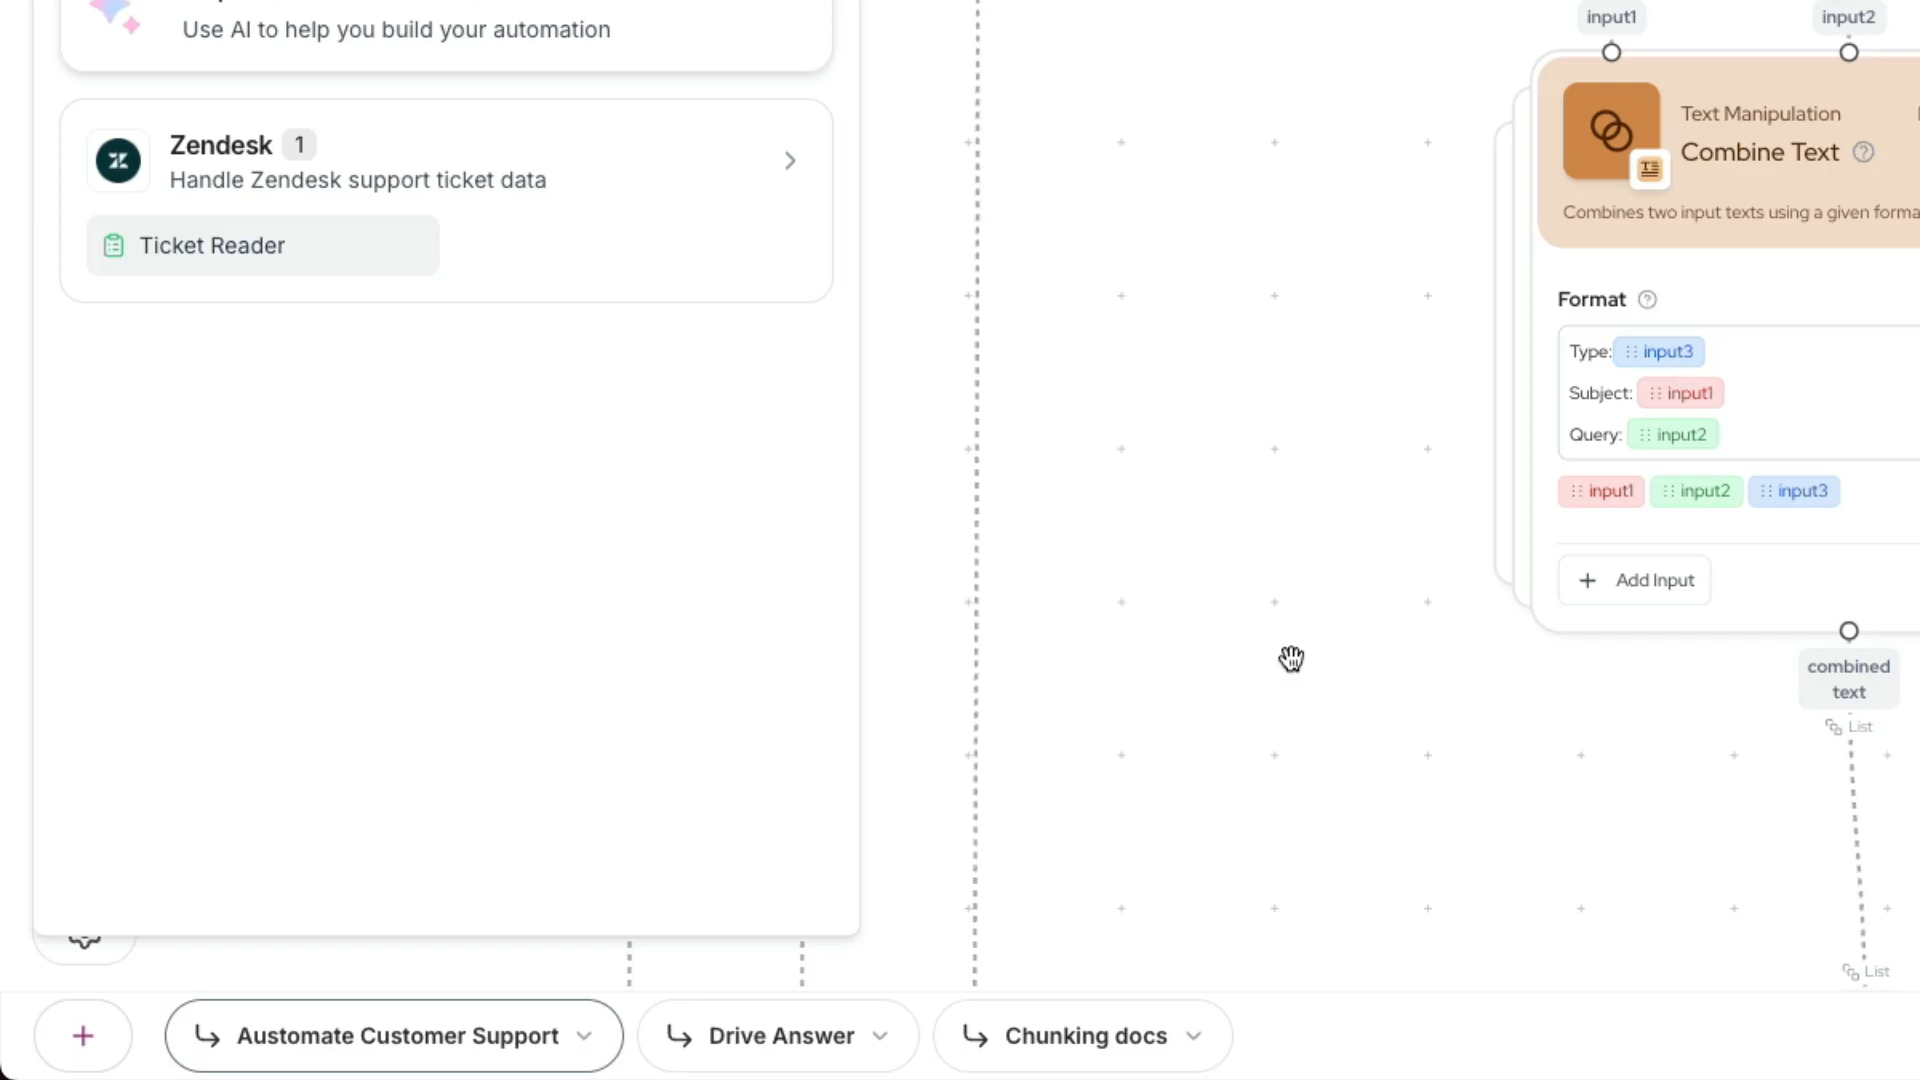 Use AI to help you build your automation
Zendesk 1
Handle Zendesk support ticket data
Ticket Reader
input1
input2
Text Manipulation
Combine Text
Combines two input texts using a given
Format
Type: input3
Subject: input1
Query: input2
input1 input2 input3
+ Add Input
combined
text
List
List
+
Austomate Customer Support
Drive Answer
Chunking docs